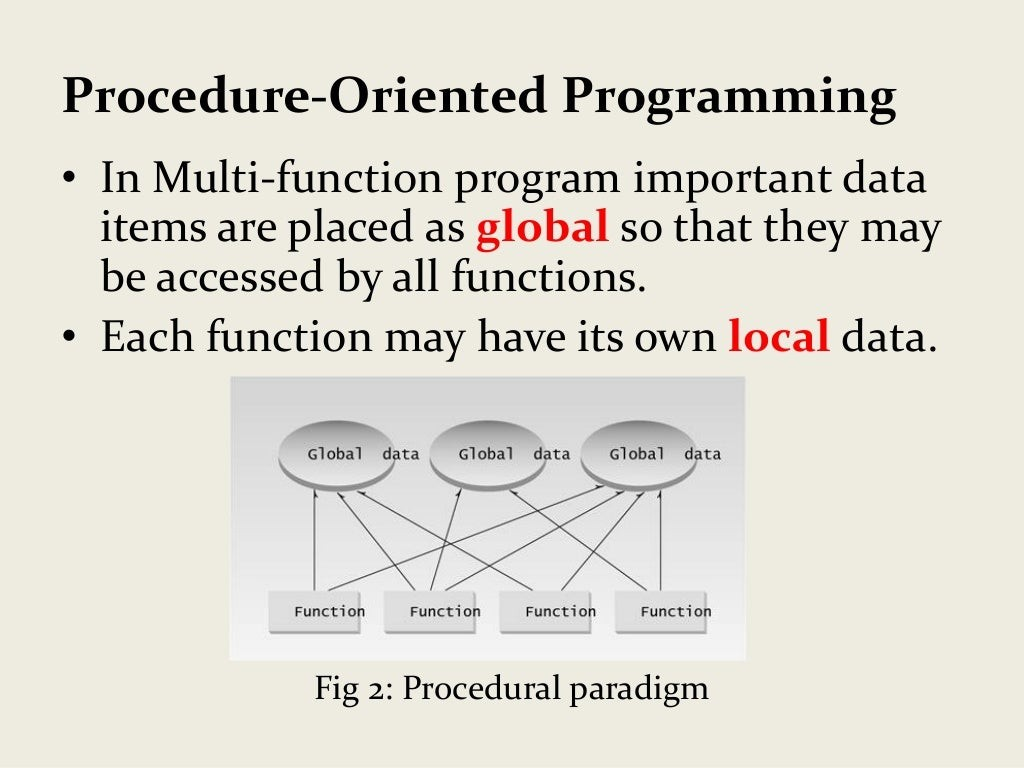 Procedure-Oriented Programming
• In Multi-function program important data
items are placed as global so that they may
be accessed by all functions.
• Each function may have its own local data.
Global data
Global data
Global data
Function
Function
Function
Function
Fig 2: Procedural paradigm